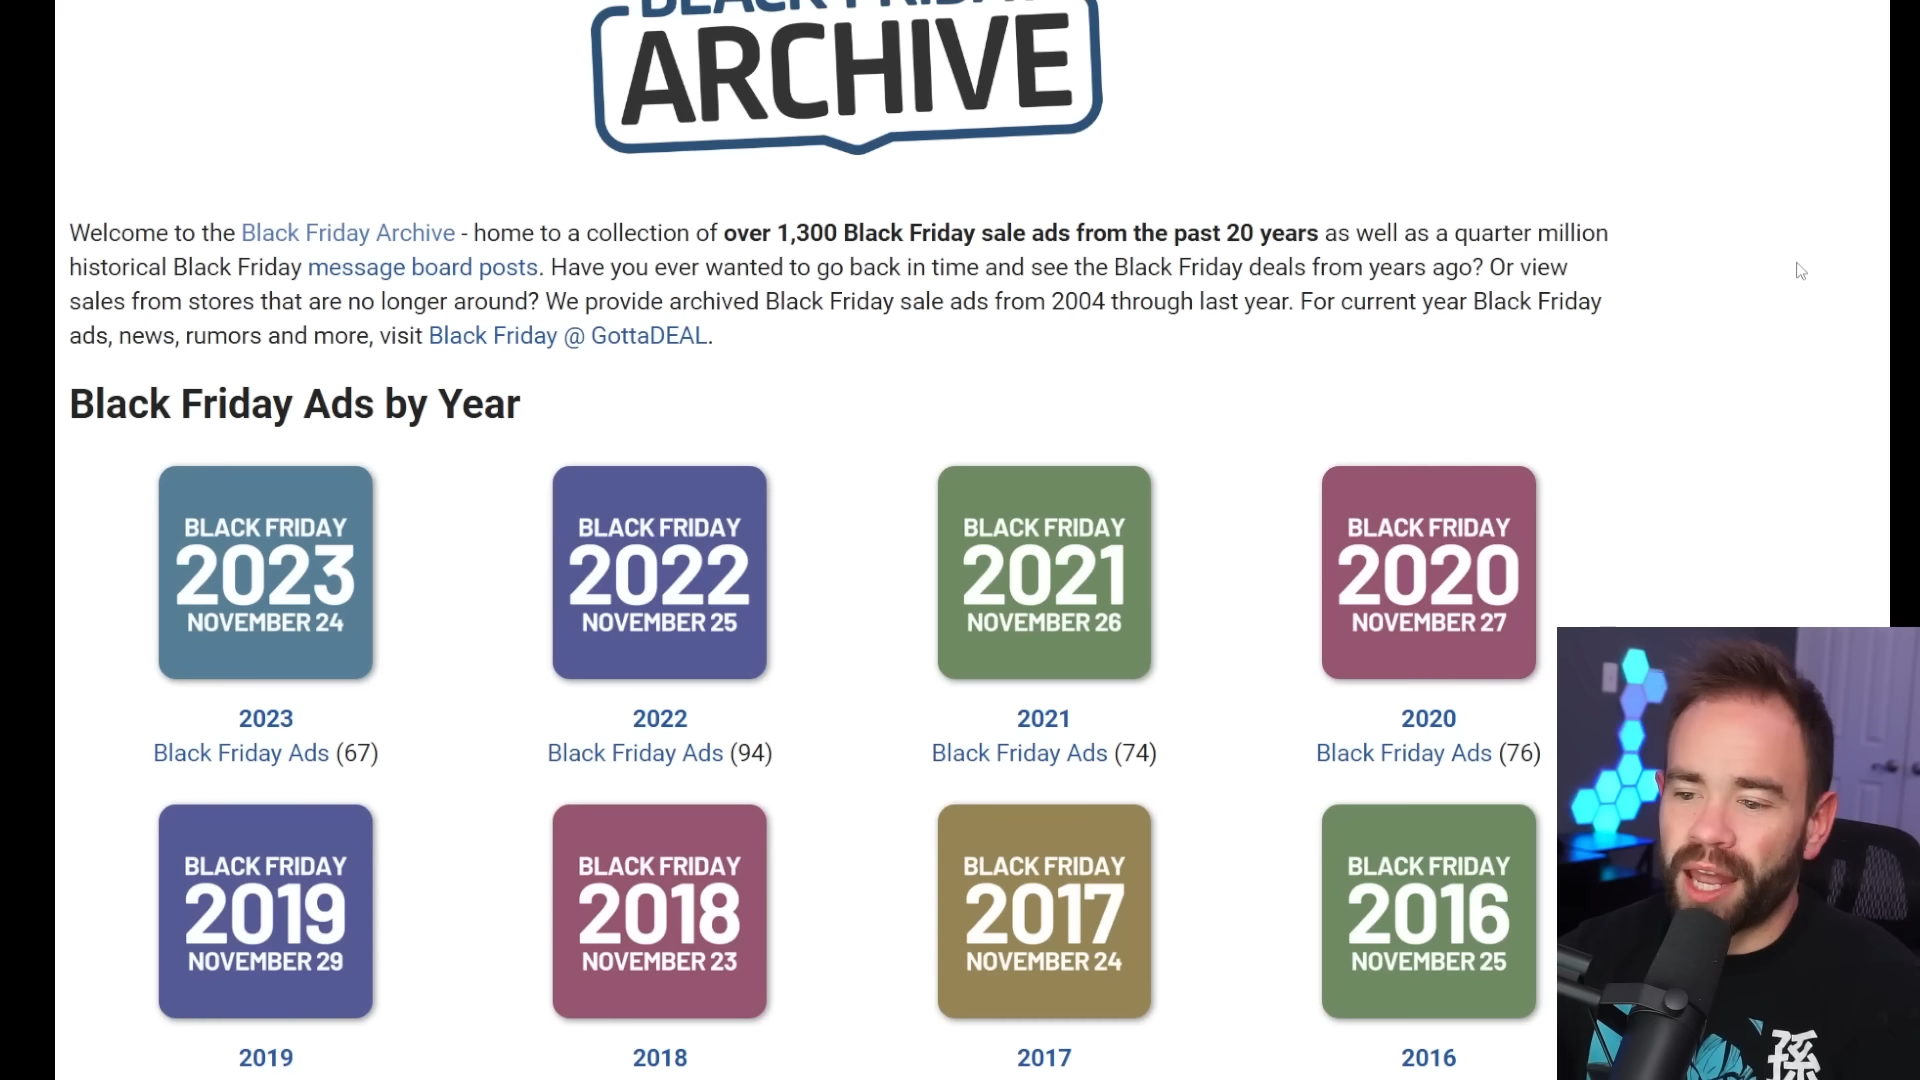 BLACK FRIDAY
ARCHIVE
Welcome to the Black Friday Archive - home to a collection of over 1,300 Black Friday sale ads from the past 20 years as well as a quarter million
historical Black Friday message board posts. Have you ever wanted to go back in time and see the Black Friday deals from years ago? Or view
sales from stores that are no longer around? We provide archived Black Friday sale ads from 2004 through last year. For current year Black Friday
ads, news, rumors and more, visit Black Friday @ GottaDEAL.
Black Friday Ads by Year
BLACK FRIDAY
2023
NOVEMBER 24
BLACK FRIDAY
2022
NOVEMBER 25
BLACK FRIDAY
2021
NOVEMBER 26
BLACK FRIDAY
2020
NOVEMBER 27
2023
Black Friday Ads (67)
2022
Black Friday Ads (94)
2021
Black Friday Ads (74)
2020
Black Friday Ads (76)
BLACK FRIDAY
2019
NOVEMBER 29
BLACK FRIDAY
2018
NOVEMBER 23
BLACK FRIDAY
2017
NOVEMBER 24
BLACK FRIDAY
2016
NOVEMBER 25
2019
2018
2017
2016
孫